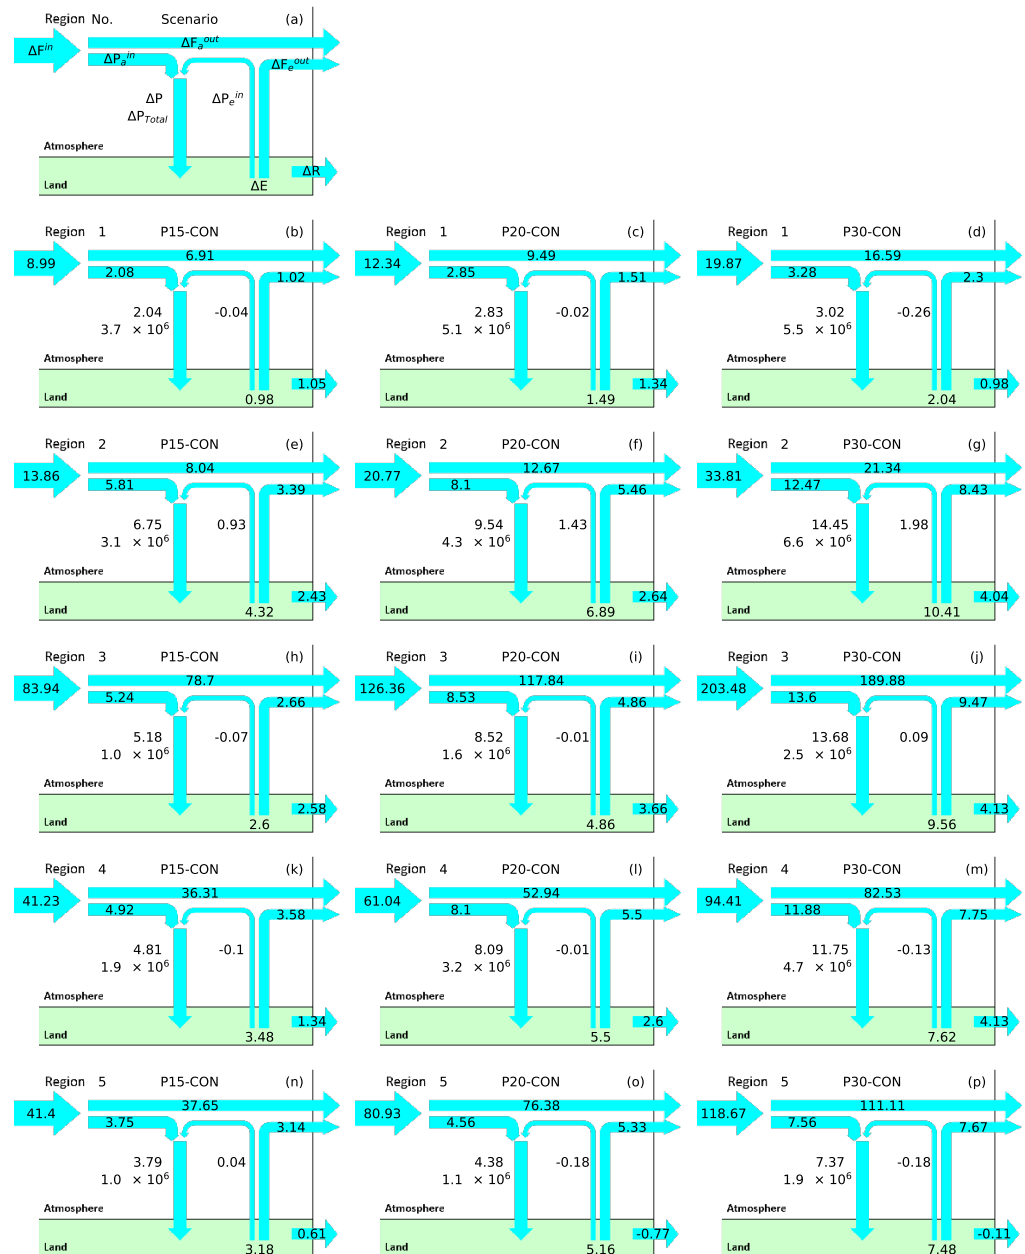 Region No. Scenario (a)
ΔF^in ΔF_a^out
ΔP_a^in ΔF_e^out
ΔP ΔP_e^in
ΔP_Total
Atmosphere
ΔR
Land ΔE
Region 1 P15-CON (b)
8.99 6.91
2.08 1.02
2.04 -0.04
3.7 × 10^6
Atmosphere
1.05
Land 0.98
Region 1 P20-CON (c)
12.34 9.49
2.85 1.51
2.83 -0.02
5.1 × 10^6
Atmosphere
1.34
Land 1.49
Region 1 P30-CON (d)
19.87 16.59
3.28 2.3
3.02 -0.26
5.5 × 10^6
Atmosphere
0.98
Land 2.04
Region 2 P15-CON (e)
13.86 8.04
5.81 3.39
6.75 0.93
3.1 × 10^6
Atmosphere
2.43
Land 4.32
Region 2 P20-CON (f)
20.77 12.67
8.1 5.46
9.54 1.43
4.3 × 10^6
Atmosphere
2.64
Land 6.89
Region 2 P30-CON (g)
33.81 21.34
12.47 8.43
14.45 1.98
6.6 × 10^6
Atmosphere
4.04
Land 10.41
Region 3 P15-CON (h)
83.94 78.7
5.24 2.66
5.18 -0.07
1.0 × 10^6
Atmosphere
2.58
Land 2.6
Region 3 P20-CON (i)
126.36 117.84
8.53 4.86
8.52 -0.01
1.6 × 10^6
Atmosphere
3.66
Land 4.86
Region 3 P30-CON (j)
203.48 189.88
13.6 9.47
13.68 0.09
2.5 × 10^6
Atmosphere
4.13
Land 9.56
Region 4 P15-CON (k)
41.23 36.31
4.92 3.58
4.81 -0.1
1.9 × 10^6
Atmosphere
1.34
Land 3.48
Region 4 P20-CON (l)
61.04 52.94
8.1 5.5
8.09 -0.01
3.2 × 10^6
Atmosphere
2.6
Land 5.5
Region 4 P30-CON (m)
94.41 82.53
11.88 7.75
11.75 -0.13
4.7 × 10^6
Atmosphere
4.13
Land 7.62
Region 5 P15-CON (n)
41.4 37.65
3.75 3.14
3.79 0.04
1.0 × 10^6
Atmosphere
0.61
Land 3.18
Region 5 P20-CON (o)
80.93 76.38
4.56 5.33
4.38 -0.18
1.1 × 10^6
Atmosphere
-0.77
Land 5.16
Region 5 P30-CON (p)
118.67 111.11
7.56 7.67
7.37 -0.18
1.9 × 10^6
Atmosphere
-0.11
Land 7.48